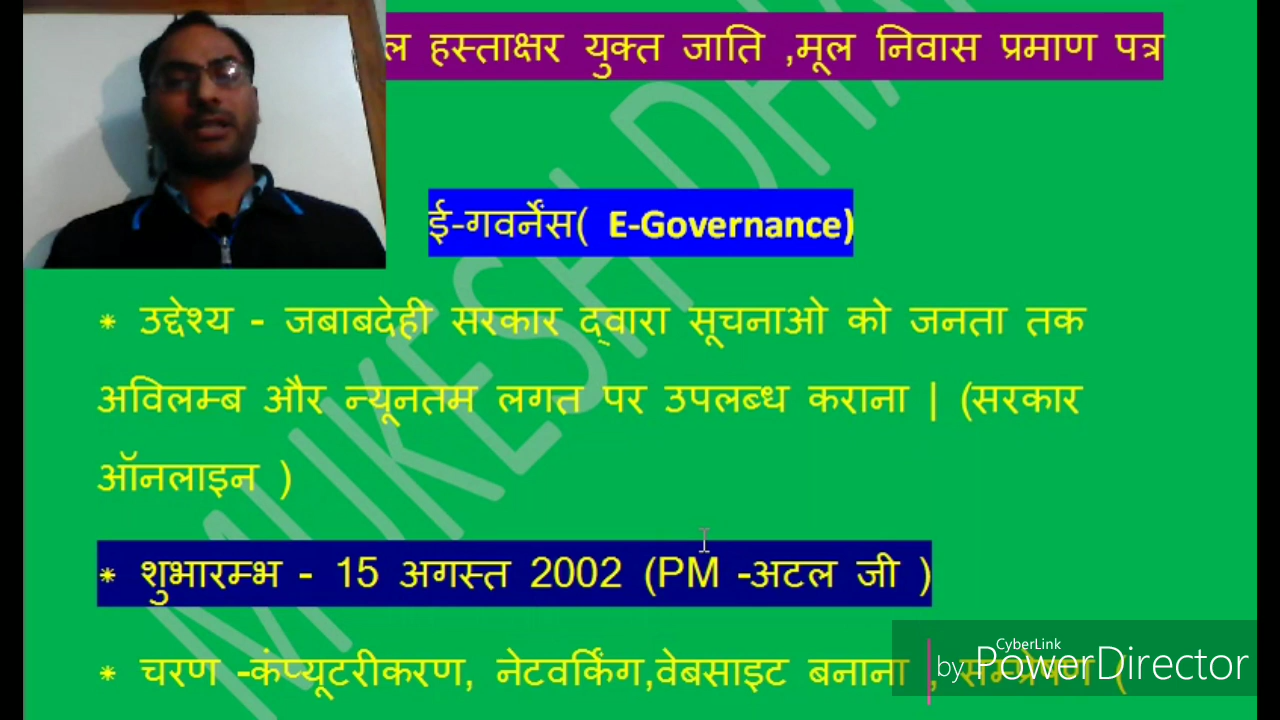 ल हस्ताक्षर युक्त जाति ,मूल निवास प्रमाण पत्र
ई-गवर्नेंस( E-Governance)
* उद्देश्य - जबाबदेही सरकार द्वारा सूचनाओ को जनता तक
अविलम्ब और न्यूनतम लगत पर उपलब्ध कराना | (सरकार
ऑनलाइन )
* शुभारम्भ - 15 अगस्त 2002 (PM -अटल जी )
* चरण -कंप्यूटरीकरण, नेटवर्किंग,वेबसाइट बनाना , सम्प्रेषण (
CyberLink
by PowerDirector